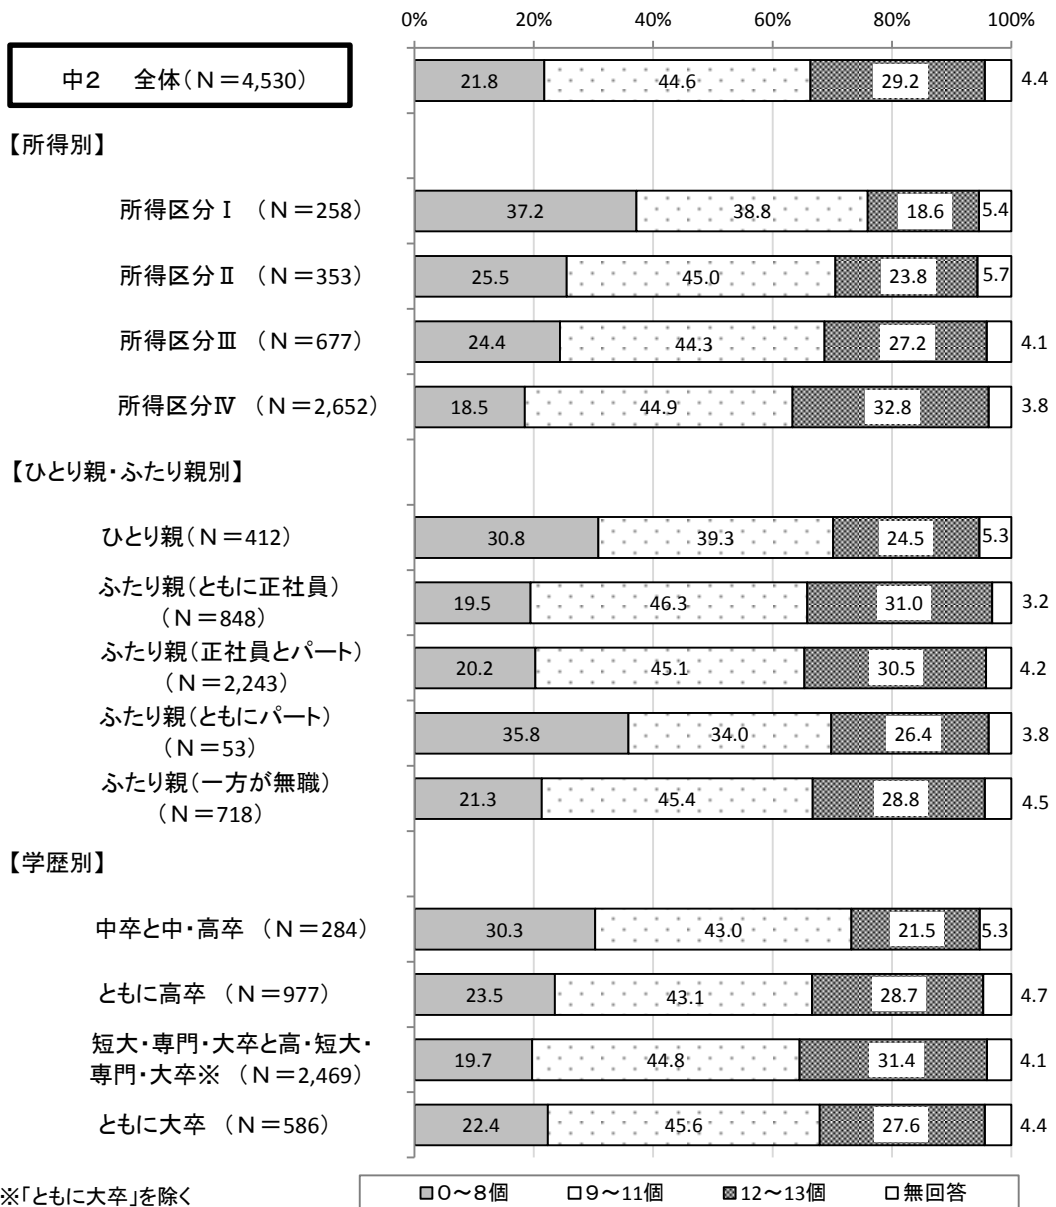 0% 20% 40% 60% 80% 100%
中2 全体(N=4,530) 21.8 44.6 29.2 4.4
【所得別】
所得区分Ⅰ (N=258) 37.2 38.8 18.6 5.4
所得区分Ⅱ (N=353) 25.5 45.0 23.8 5.7
所得区分Ⅲ (N=677) 24.4 44.3 27.2 4.1
所得区分Ⅳ (N=2,652) 18.5 44.9 32.8 3.8
【ひとり親・ふたり親別】
ひとり親(N=412) 30.8 39.3 24.5 5.3
ふたり親(ともに正社員)
(N=848) 19.5 46.3 31.0 3.2
ふたり親(正社員とパート)
(N=2,243) 20.2 45.1 30.5 4.2
ふたり親(ともにパート)
(N=53) 35.8 34.0 26.4 3.8
ふたり親(一方が無職)
(N=718) 21.3 45.4 28.8 4.5
【学歴別】
中卒と中・高卒 (N=284) 30.3 43.0 21.5 5.3
ともに高卒 (N=977) 23.5 43.1 28.7 4.7
短大・専門・大卒と高・短大・
専門・大卒※ (N=2,469) 19.7 44.8 31.4 4.1
ともに大卒 (N=586) 22.4 45.6 27.6 4.4
※「ともに大卒」を除く
0～8個 9～11個 12～13個 無回答